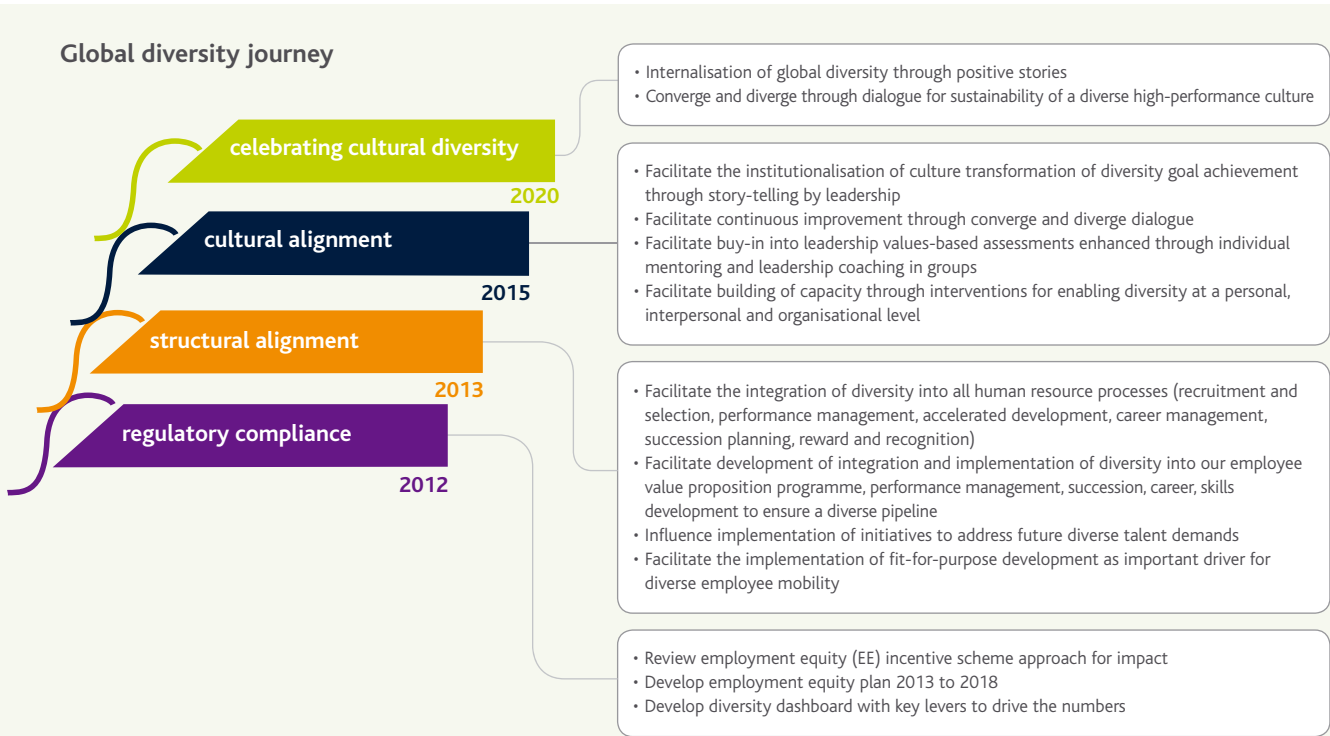 Global diversity journey
celebrating cultural diversity
2020
• Internalisation of global diversity through positive stories
• Converge and diverge through dialogue for sustainability of a diverse high-performance culture
cultural alignment
2015
• Facilitate the institutionalisation of culture transformation of diversity goal achievement
through story-telling by leadership
• Facilitate continuous improvement through converge and diverge dialogue
• Facilitate buy-in into leadership values-based assessments enhanced through individual
mentoring and leadership coaching in groups
• Facilitate building of capacity through interventions for enabling diversity at a personal,
interpersonal and organisational level
structural alignment
2013
• Facilitate the integration of diversity into all human resource processes (recruitment and
selection, performance management, accelerated development, career management,
succession planning, reward and recognition)
• Facilitate development of integration and implementation of diversity into our employee
value proposition programme, performance management, succession, career, skills
development to ensure a diverse pipeline
• Influence implementation of initiatives to address future diverse talent demands
• Facilitate the implementation of fit-for-purpose development as important driver for
diverse employee mobility
regulatory compliance
2012
• Review employment equity (EE) incentive scheme approach for impact
• Develop employment equity plan 2013 to 2018
• Develop diversity dashboard with key levers to drive the numbers